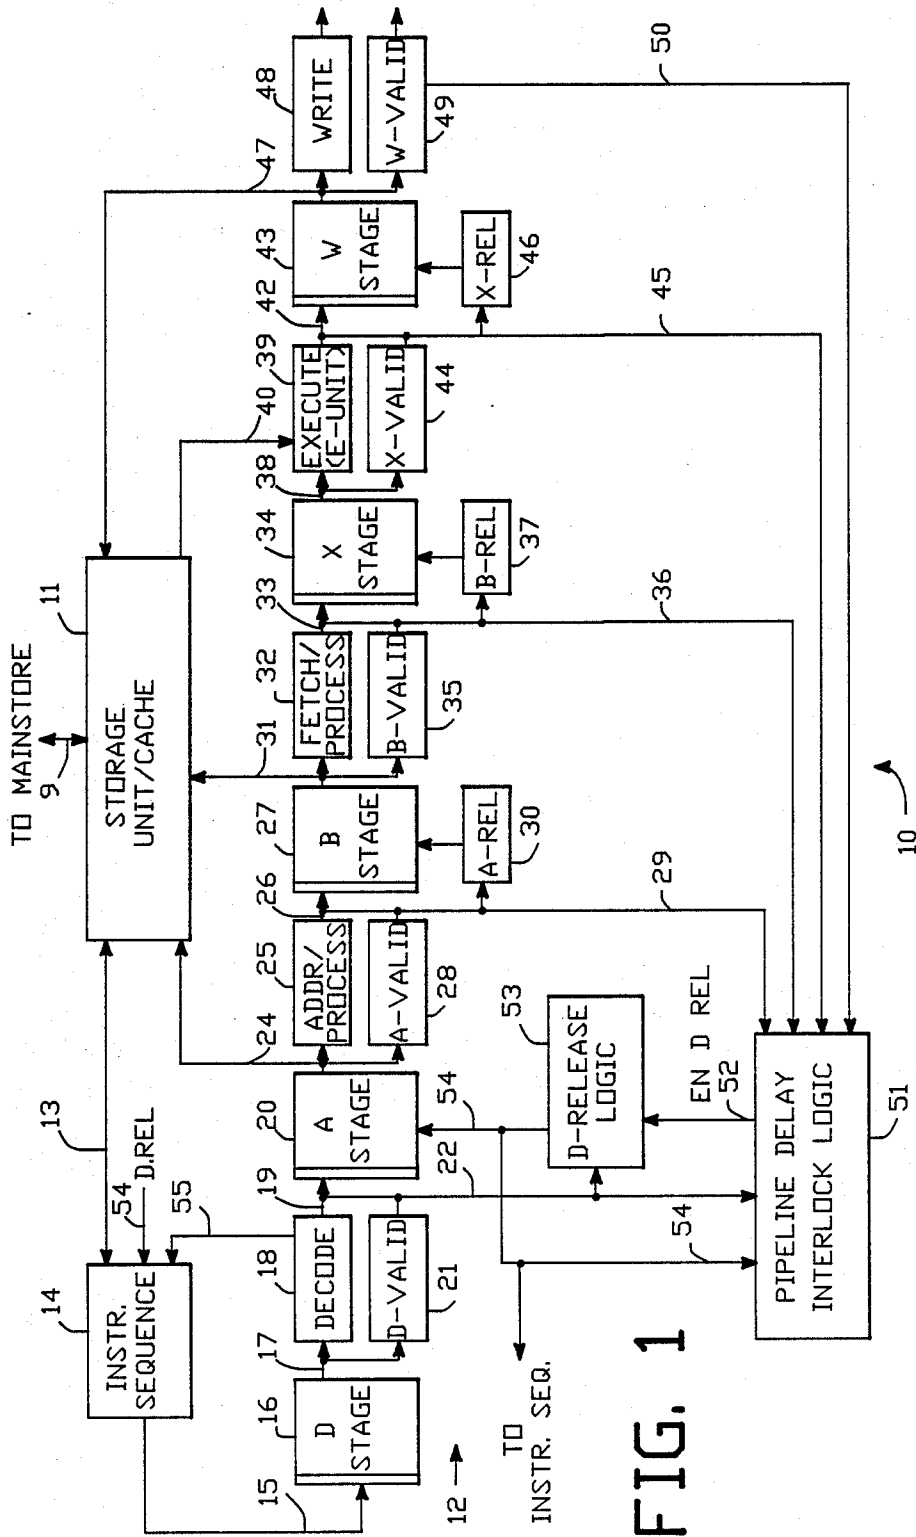 TO MAINSTORE
9
11
STORAGE
UNIT/CACHE
13
54
D.REL
55
14
INSTR.
SEQUENCE
15
24
31
40
47
16
D
STAGE
17
18
DECODE
D-VALID
21
19
20
A
STAGE
25
ADDR/
PROCESS
A-VALID
28
26
27
B
STAGE
A-REL
30
32
FETCH/
PROCESS
B-VALID
35
33
34
X
STAGE
B-REL
37
38
39
EXECUTE
(E-UNIT)
X-VALID
44
42
43
W
STAGE
X-REL
46
48
WRITE
W-VALID
49
12
22
54
53
D-RELEASE
LOGIC
29
36
45
50
TO
INSTR. SEQ.
54
EN D REL
52
PIPELINE DELAY
INTERLOCK LOGIC
51
10
FIG. 1